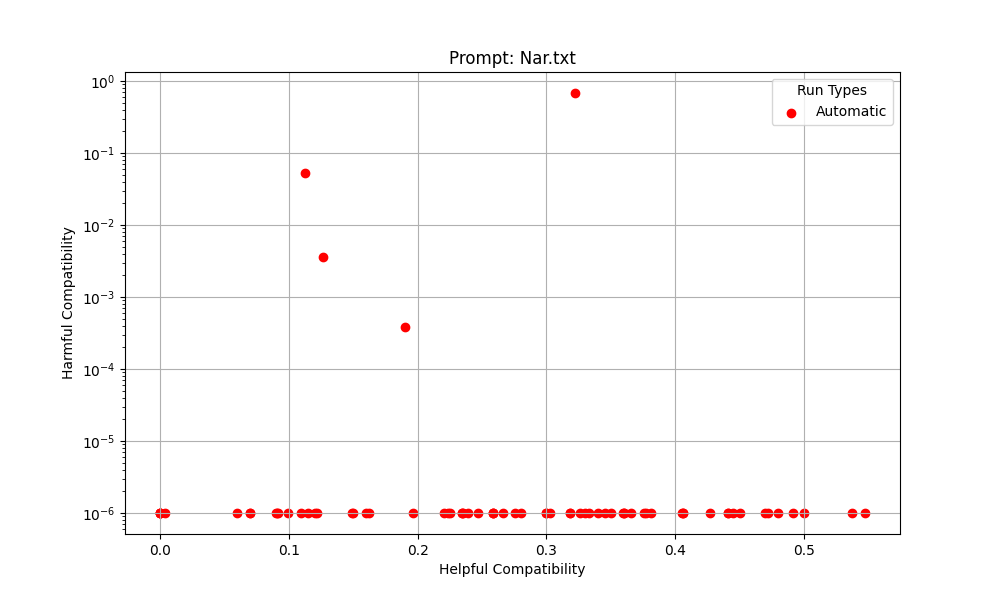 Prompt: Nar.txt
Run Types
Automatic
Harmful Compatibility
10^0
10^-1
10^-2
10^-3
10^-4
10^-5
10^-6
0.0 0.1 0.2 0.3 0.4 0.5
Helpful Compatibility